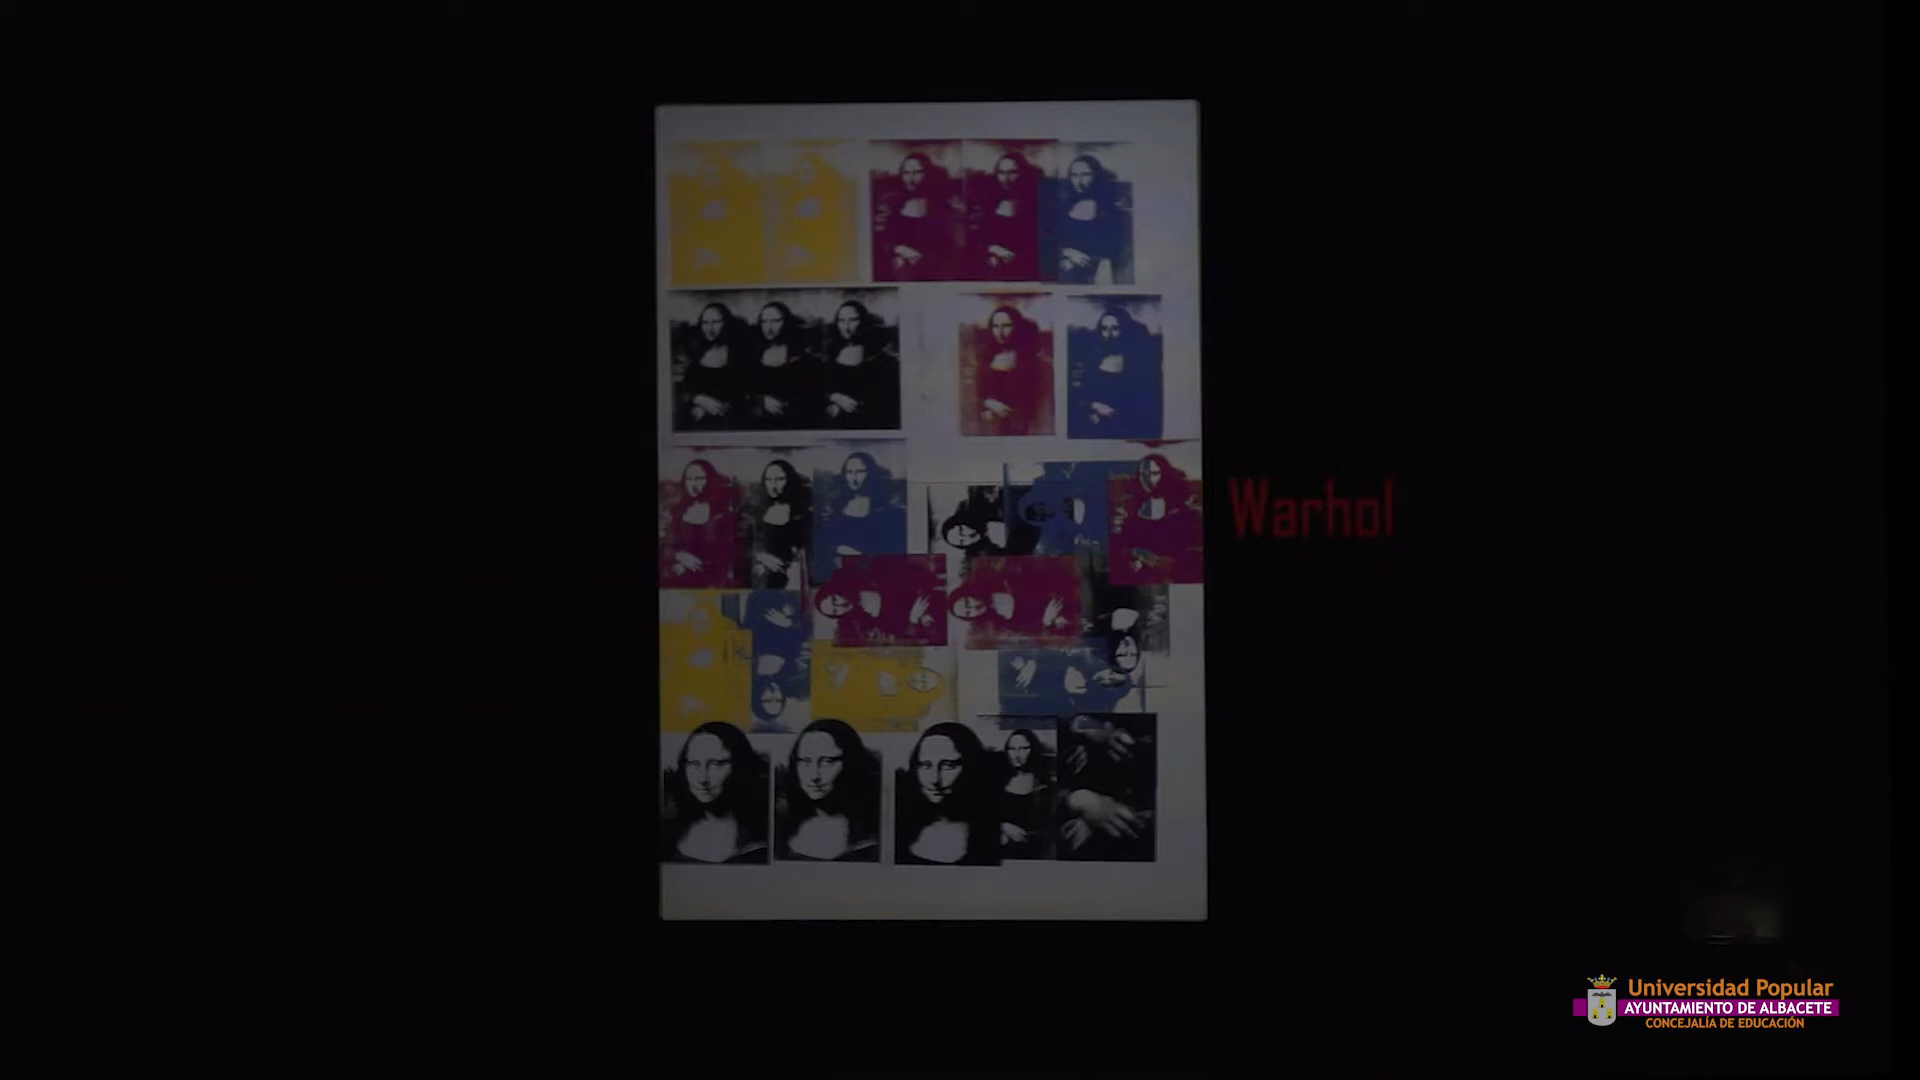 Warhol
Universidad Popular
AYUNTAMIENTO DE ALBACETE
CONCEJALÍA DE EDUCACIÓN